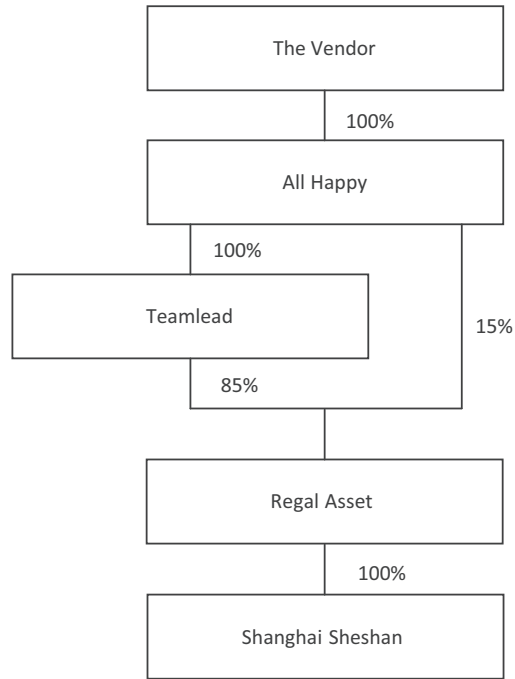 The Vendor
100%
All Happy
100%
Teamlead
15%
85%
Regal Asset
100%
Shanghai Sheshan